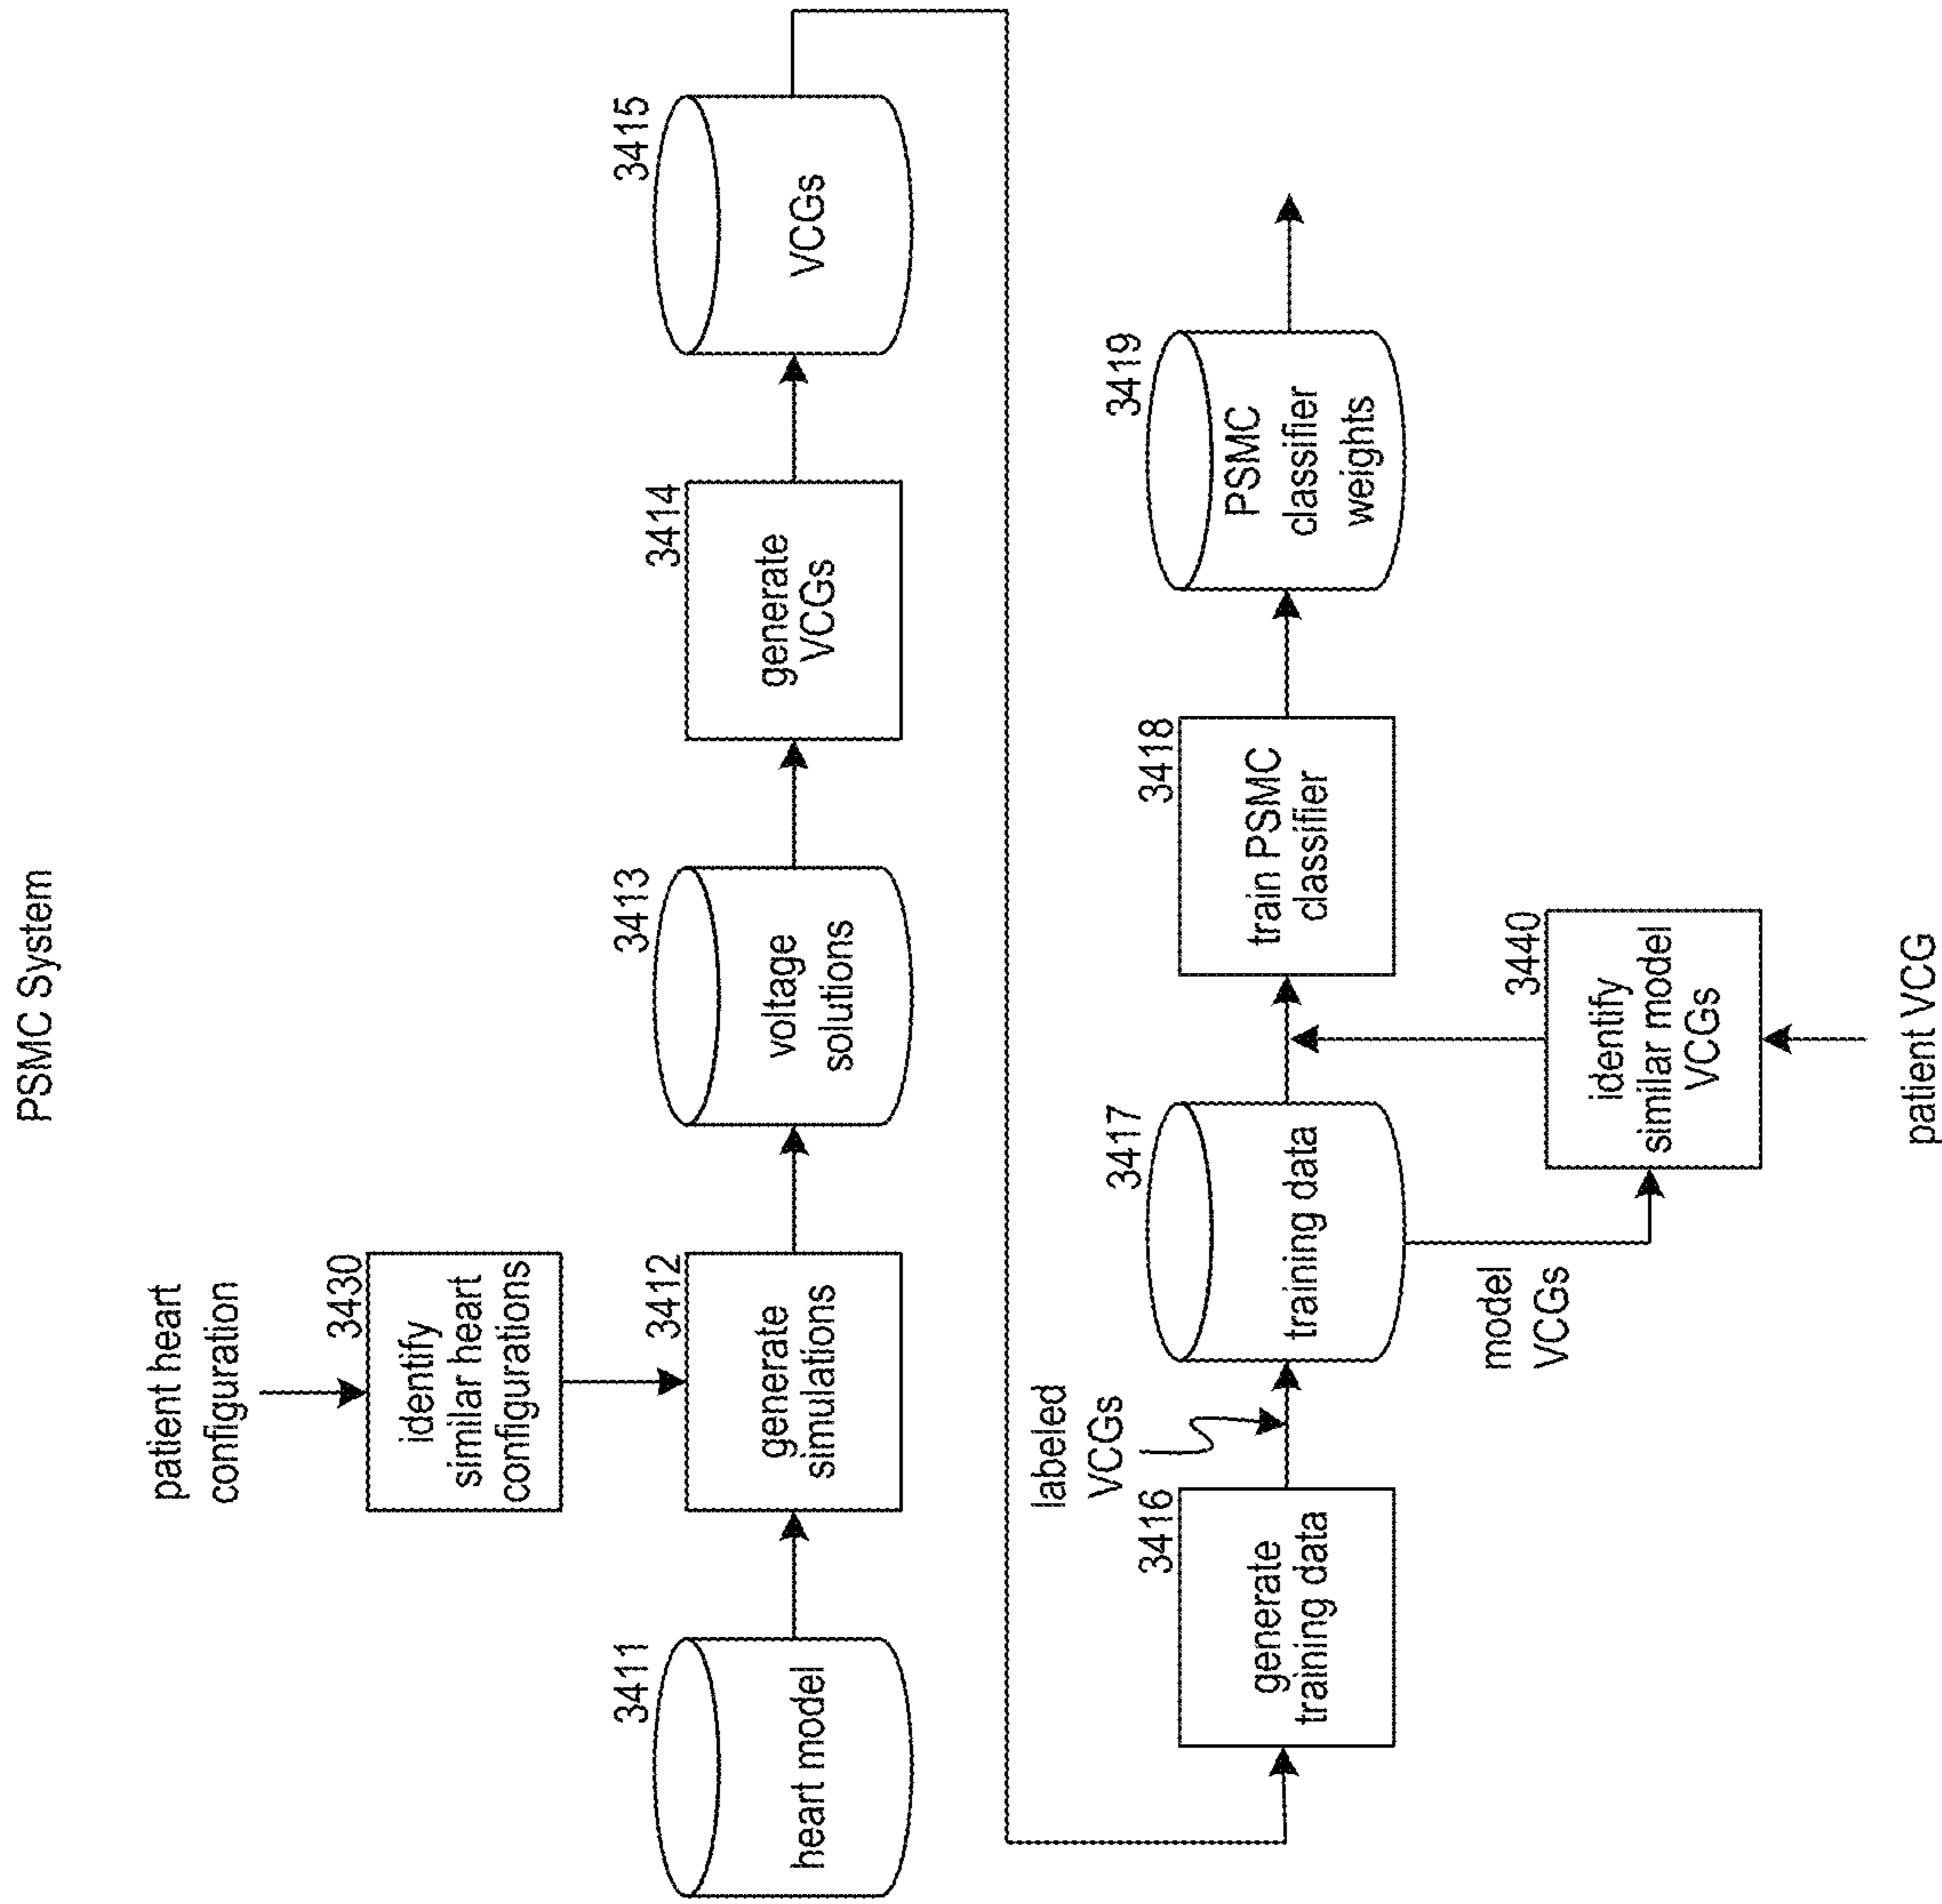 PSMC System
patient heart
configuration
3430
identify
similar heart
configurations
3411
heart model
3412
generate
simulations
3413
voltage
solutions
3414
generate
VCGs
3415
VCGs
labeled
VCGs
3416
generate
training data
3417
training data
3418
train PSMC
classifier
3419
PSMC
classifier
weights
model
VCGs
3440
identify
similar model
VCGs
patient VCG